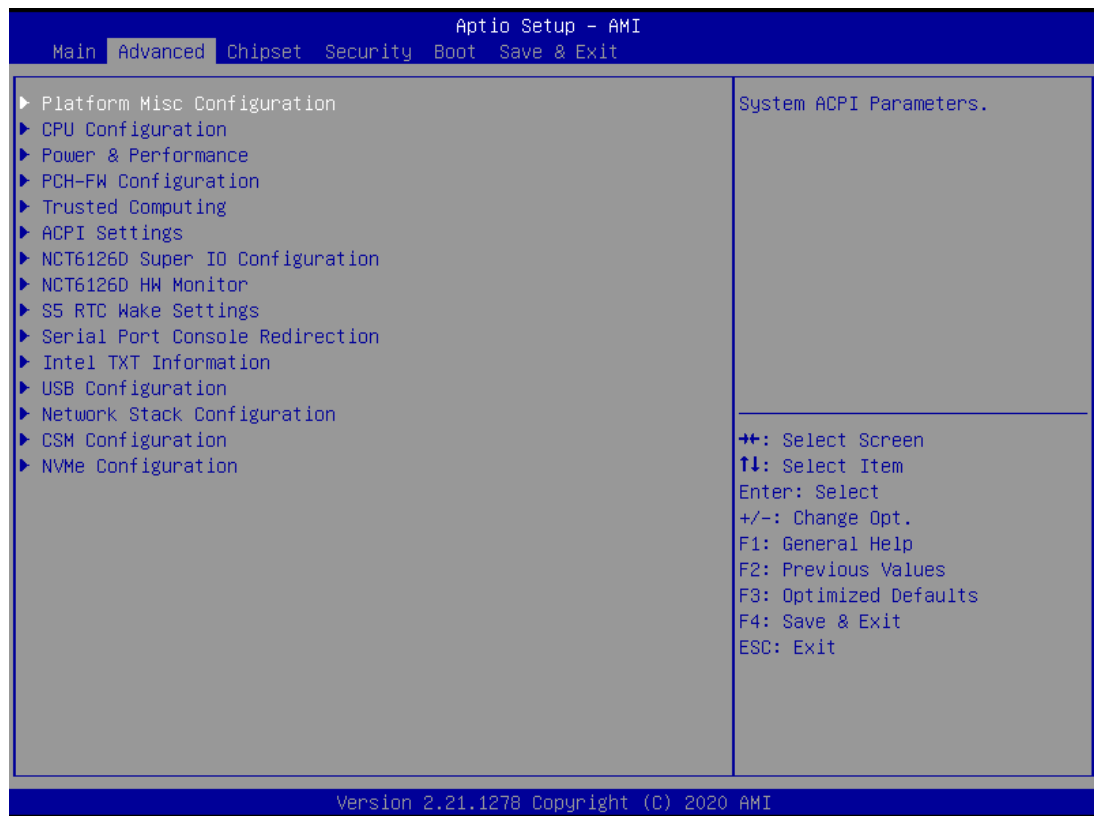 Aptio Setup – AMI
Main Advanced Chipset Security Boot Save & Exit
▶ Platform Misc Configuration
▶ CPU Configuration
▶ Power & Performance
▶ PCH-FW Configuration
▶ Trusted Computing
▶ ACPI Settings
▶ NCT6126D Super IO Configuration
▶ NCT6126D HW Monitor
▶ S5 RTC Wake Settings
▶ Serial Port Console Redirection
▶ Intel TXT Information
▶ USB Configuration
▶ Network Stack Configuration
▶ CSM Configuration
▶ NVMe Configuration
System ACPI Parameters.
→←: Select Screen
↑↓: Select Item
Enter: Select
+/-: Change Opt.
F1: General Help
F2: Previous Values
F3: Optimized Defaults
F4: Save & Exit
ESC: Exit
Version 2.21.1278 Copyright (C) 2020 AMI